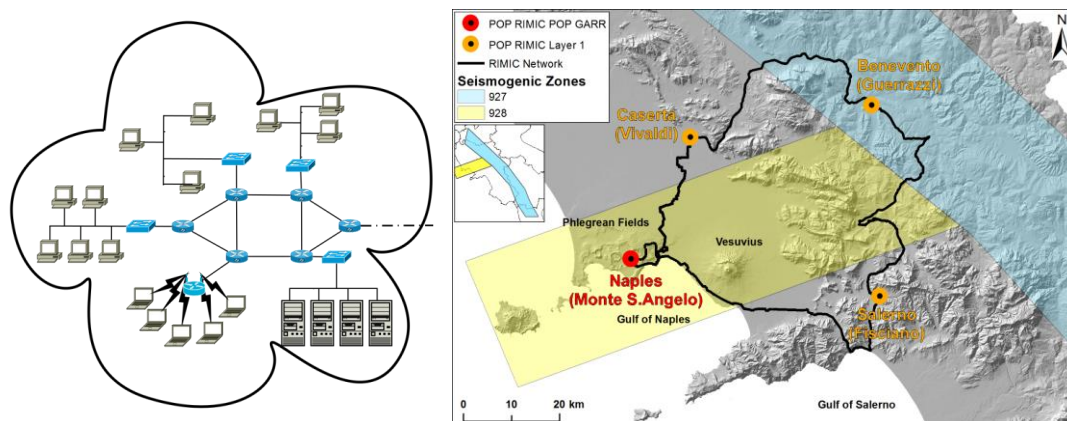 POP RIMIC POP GARR
POP RIMIC Layer 1
RIMIC Network
Seismogenic Zones
927
928
N
Benevento
(Guerrazzi)
Caserta
(Vivaldi)
Phlegrean Fields
Vesuvius
Naples
(Monte S.Angelo)
Gulf of Naples
Salerno
(Fisciano)
0 10 20 km
Gulf of Salerno